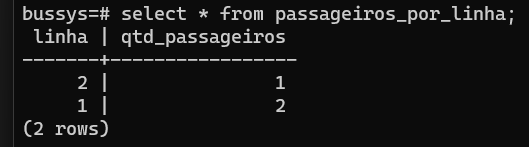 bussys=# select * from passageiros_por_linha;
 linha | qtd_passageiros
-------+-----------------
     2 |               1
     1 |               2
(2 rows)